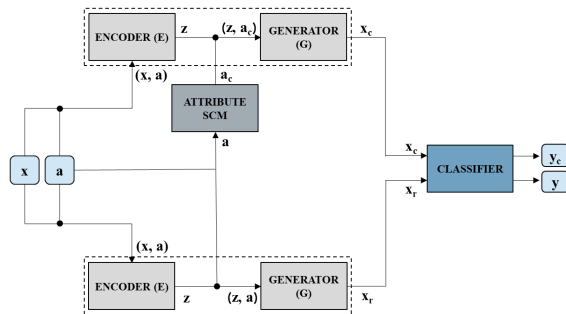 ENCODER (E)
z
(z, a_c)
GENERATOR
(G)
x_c
(x, a)
a_c
ATTRIBUTE
SCM
a
x
a
x_c
x_r
CLASSIFIER
y_c
y
(x, a)
ENCODER (E)
z
(z, a)
GENERATOR
(G)
x_r